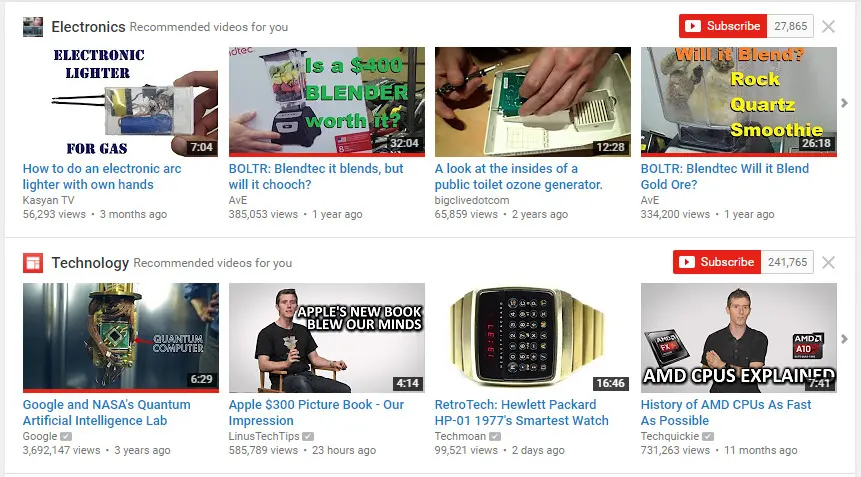 Electronics Recommended videos for you Subscribe 27,865
ELECTRONIC
LIGHTER
FOR GAS
7:04
ndtec
Is a $400
BLENDER
worth it?
32:04
12:28
Will it Blend?
Rock
Quartz
Smoothie
26:18
How to do an electronic arc
lighter with own hands
Kasyan TV
56,293 views • 3 months ago
BOLTR: Blendtec it blends, but
will it chooch?
AvE
385,053 views • 1 year ago
A look at the insides of a
public toilet ozone generator.
bigclivedotcom
65,859 views • 2 years ago
BOLTR: Blendtec Will it Blend
Gold Ore?
AvE
334,200 views • 1 year ago
Technology Recommended videos for you Subscribe 241,765
QUANTUM
COMPUTER
6:29
APPLE'S NEW BOOK
BLEW OUR MINDS
4:14
16:46
AMD
FX
AMD
A10
AMD CPUS EXPLAINED
7:41
Google and NASA's Quantum
Artificial Intelligence Lab
Google
3,692,147 views • 3 years ago
Apple $300 Picture Book - Our
Impression
LinusTechTips
585,789 views • 23 hours ago
RetroTech: Hewlett Packard
HP-01 1977's Smartest Watch
Techmoan
99,521 views • 2 days ago
History of AMD CPUs As Fast
As Possible
Techquickie
731,263 views • 11 months ago